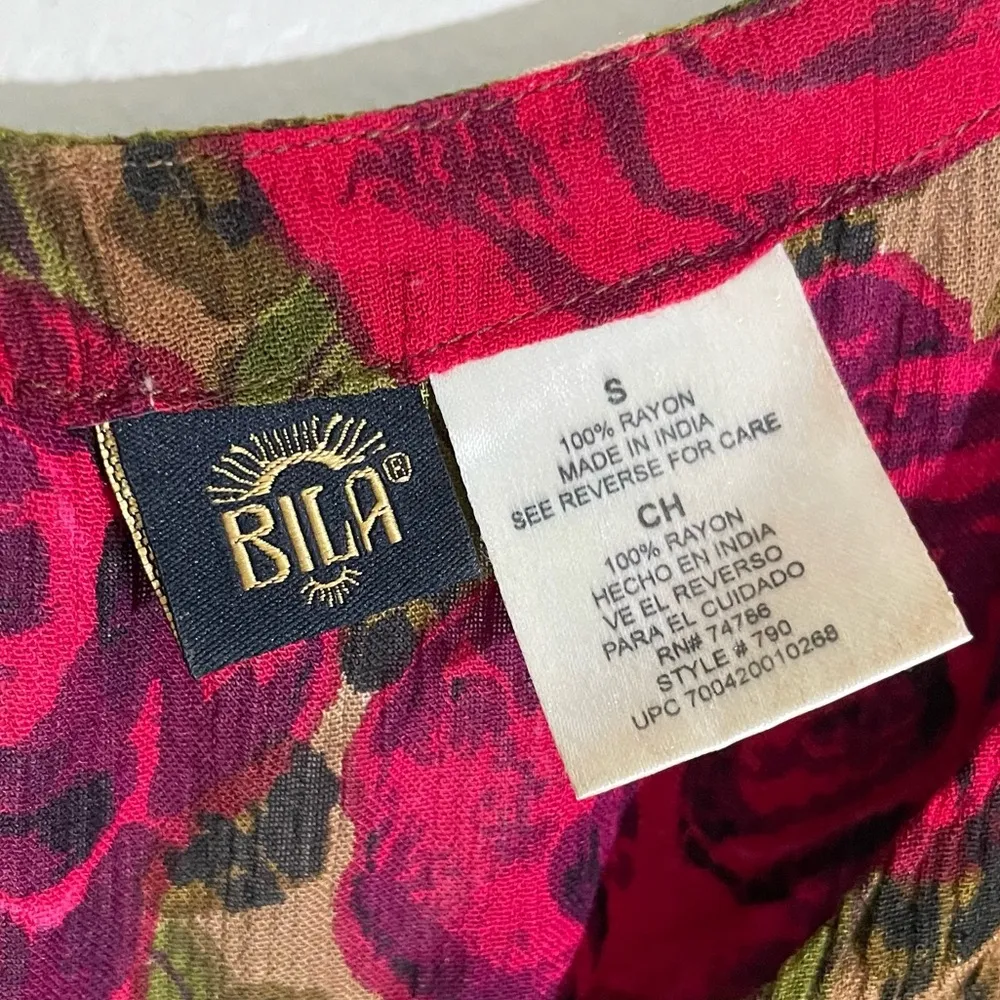 BILA®
S
100% RAYON
MADE IN INDIA
SEE REVERSE FOR CARE
CH
100% RAYON
HECHO EN INDIA
VE EL REVERSO
PARA EL CUIDADO
RN# 74786
STYLE # 790
UPC 700420010268